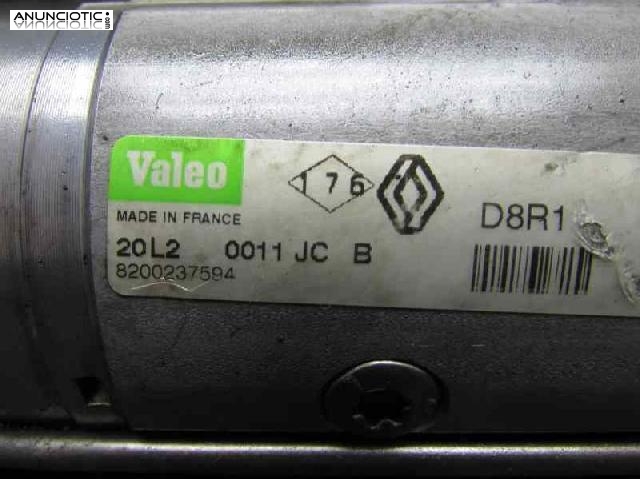 ANUNCIOTIC
Valeo
176
D8R1
MADE IN FRANCE
20L2 0011 JC B
8200237594